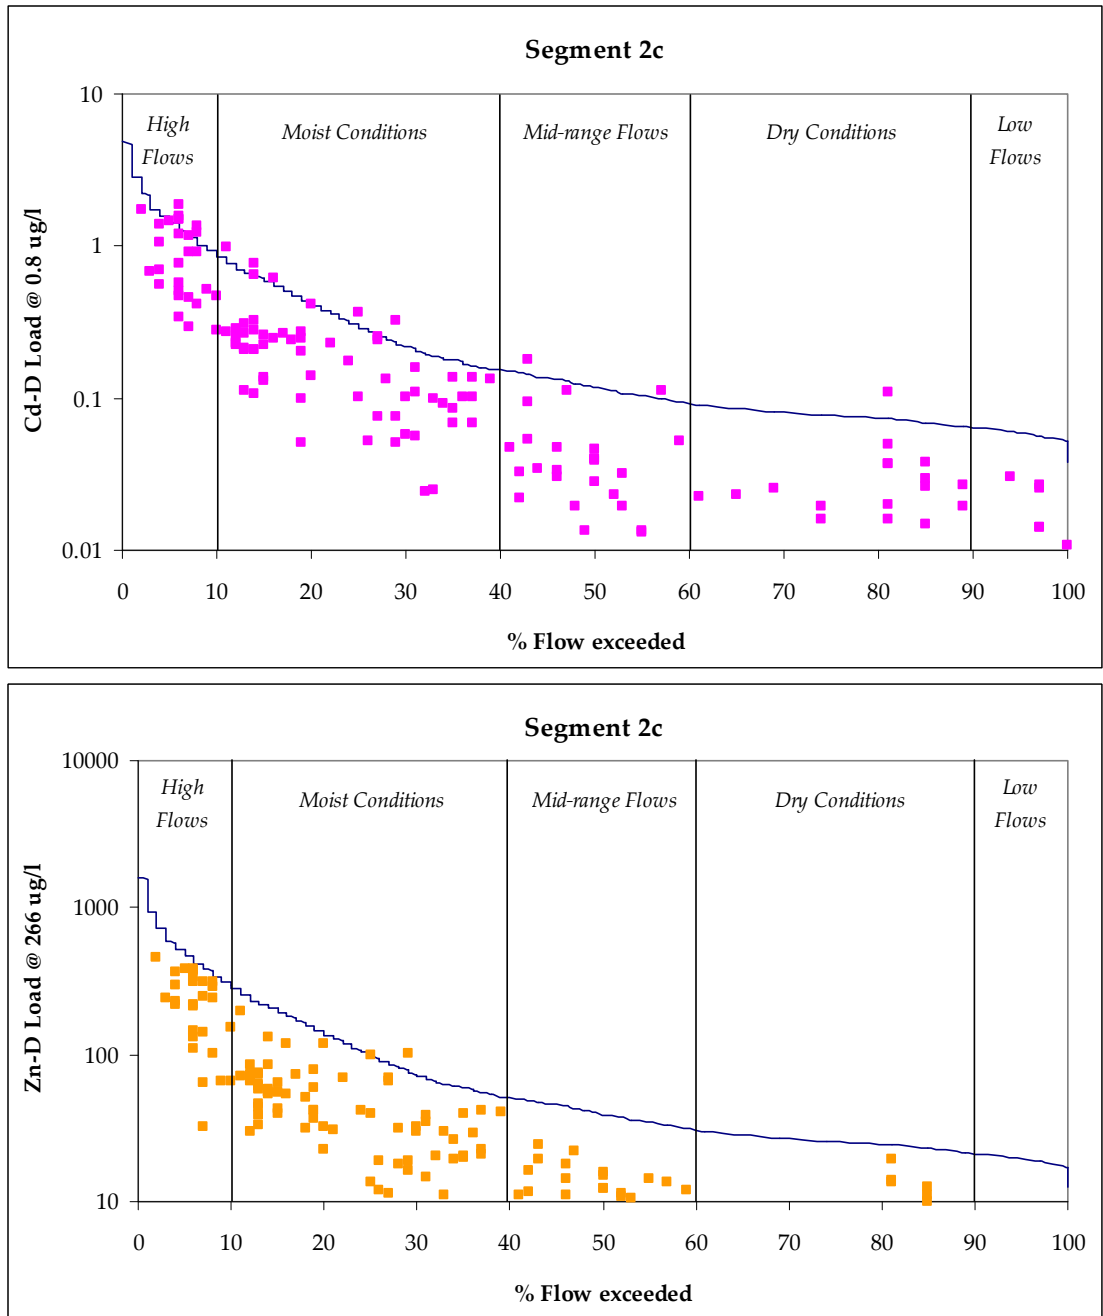 Segment 2c
10
High
Flows
Moist Conditions
Mid-range Flows
Dry Conditions
Low
Flows
1
0.1
0.01
Cd-D Load @ 0.8 ug/l
0 10 20 30 40 50 60 70 80 90 100
% Flow exceeded
Segment 2c
10000
High
Flows
Moist Conditions
Mid-range Flows
Dry Conditions
Low
Flows
1000
100
10
Zn-D Load @ 266 ug/l
0 10 20 30 40 50 60 70 80 90 100
% Flow exceeded